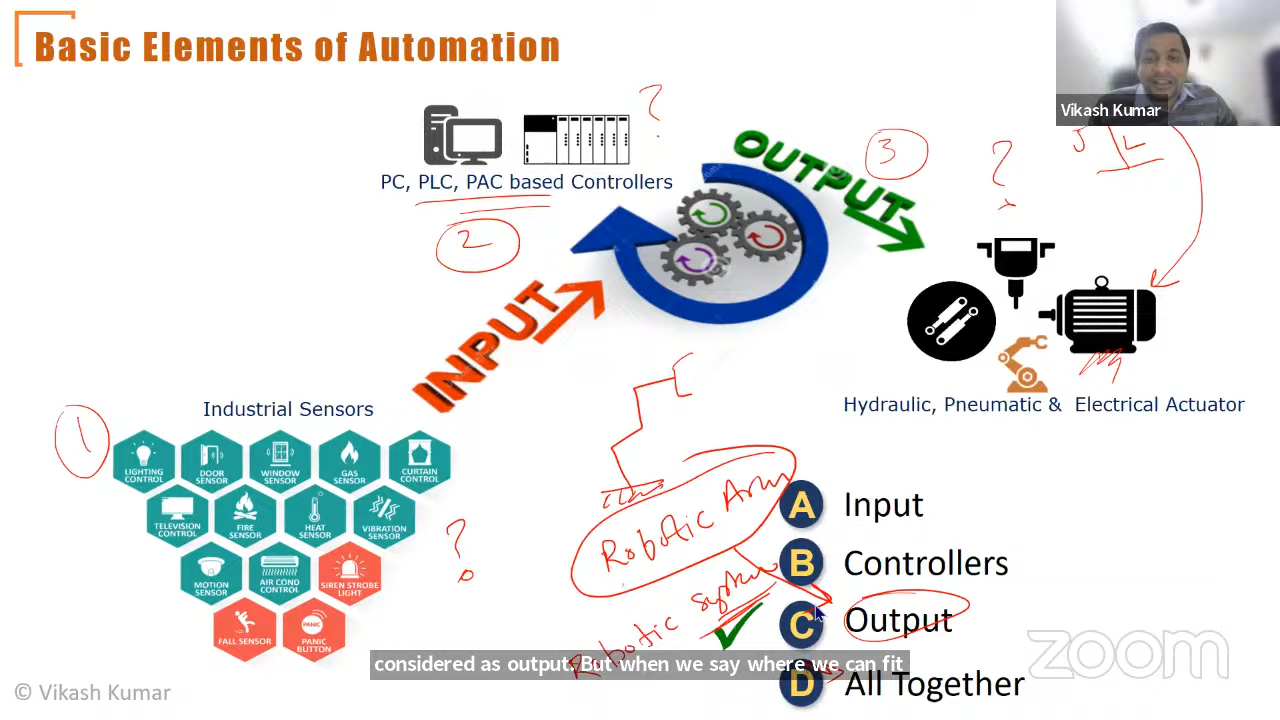 Basic Elements of Automation
Vikash Kumar
?
OUTPUT
3
?
PC, PLC, PAC based Controllers
2
INPUT
Hydraulic, Pneumatic & Electrical Actuator
1
Industrial Sensors
LIGHTING CONTROL
DOOR SENSOR
WINDOW SENSOR
GAS SENSOR
CURTAIN CONTROL
TELEVISION CONTROL
FIRE SENSOR
HEAT SENSOR
VIBRATION SENSOR
MOTION SENSOR
AIR COND CONTROL
SIREN STROBE LIGHT
FALL SENSOR
PANIC
PANIC BUTTON
?
Robotic Arm
Robotic System
A Input
B Controllers
C Output
D All Together
considered as output. But when we say where we can fit
zoom
© Vikash Kumar